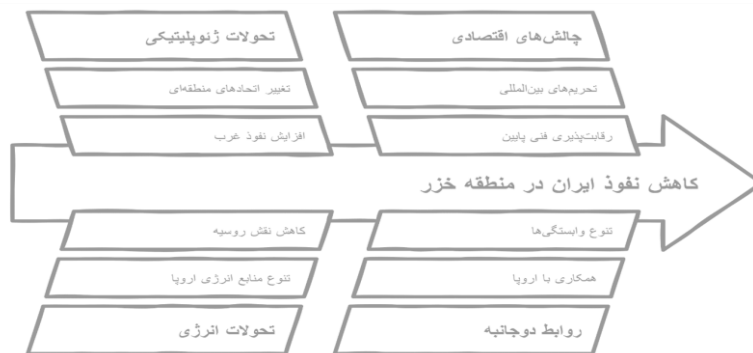 چالش‌های اقتصادی
تحولات ژئوپلیتیکی
تحریم‌های بین‌المللی
تغییر اتحادهای منطقه‌ای
رقابت‌پذیری فنی پایین
افزایش نفوذ غرب
کاهش نفوذ ایران در منطقه خزر
تنوع وابستگی‌ها
کاهش نقش روسیه
همکاری با اروپا
تنوع منابع انرژی اروپا
روابط دوجانبه
تحولات انرژی